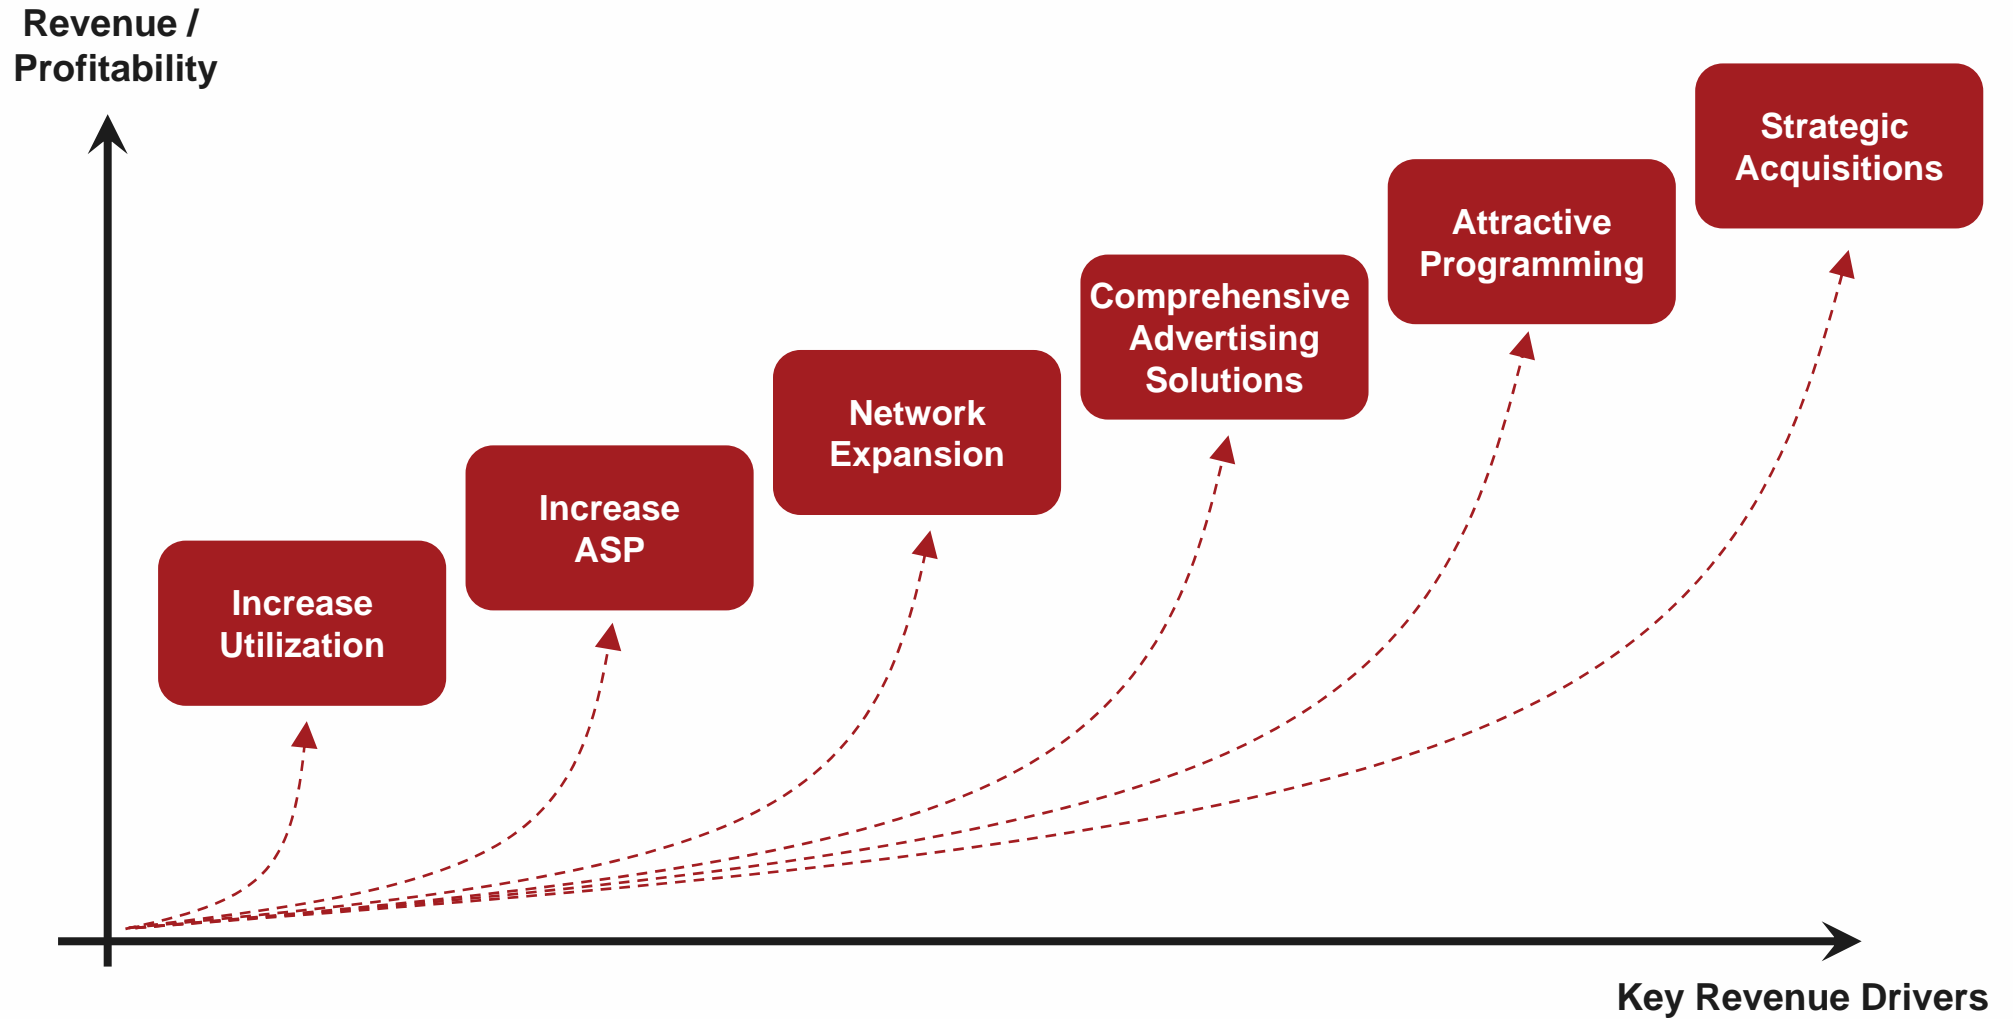 Revenue /
Profitability
Strategic
Acquisitions
Attractive
Programming
Comprehensive
Advertising
Solutions
Network
Expansion
Increase
ASP
Increase
Utilization
Key Revenue Drivers